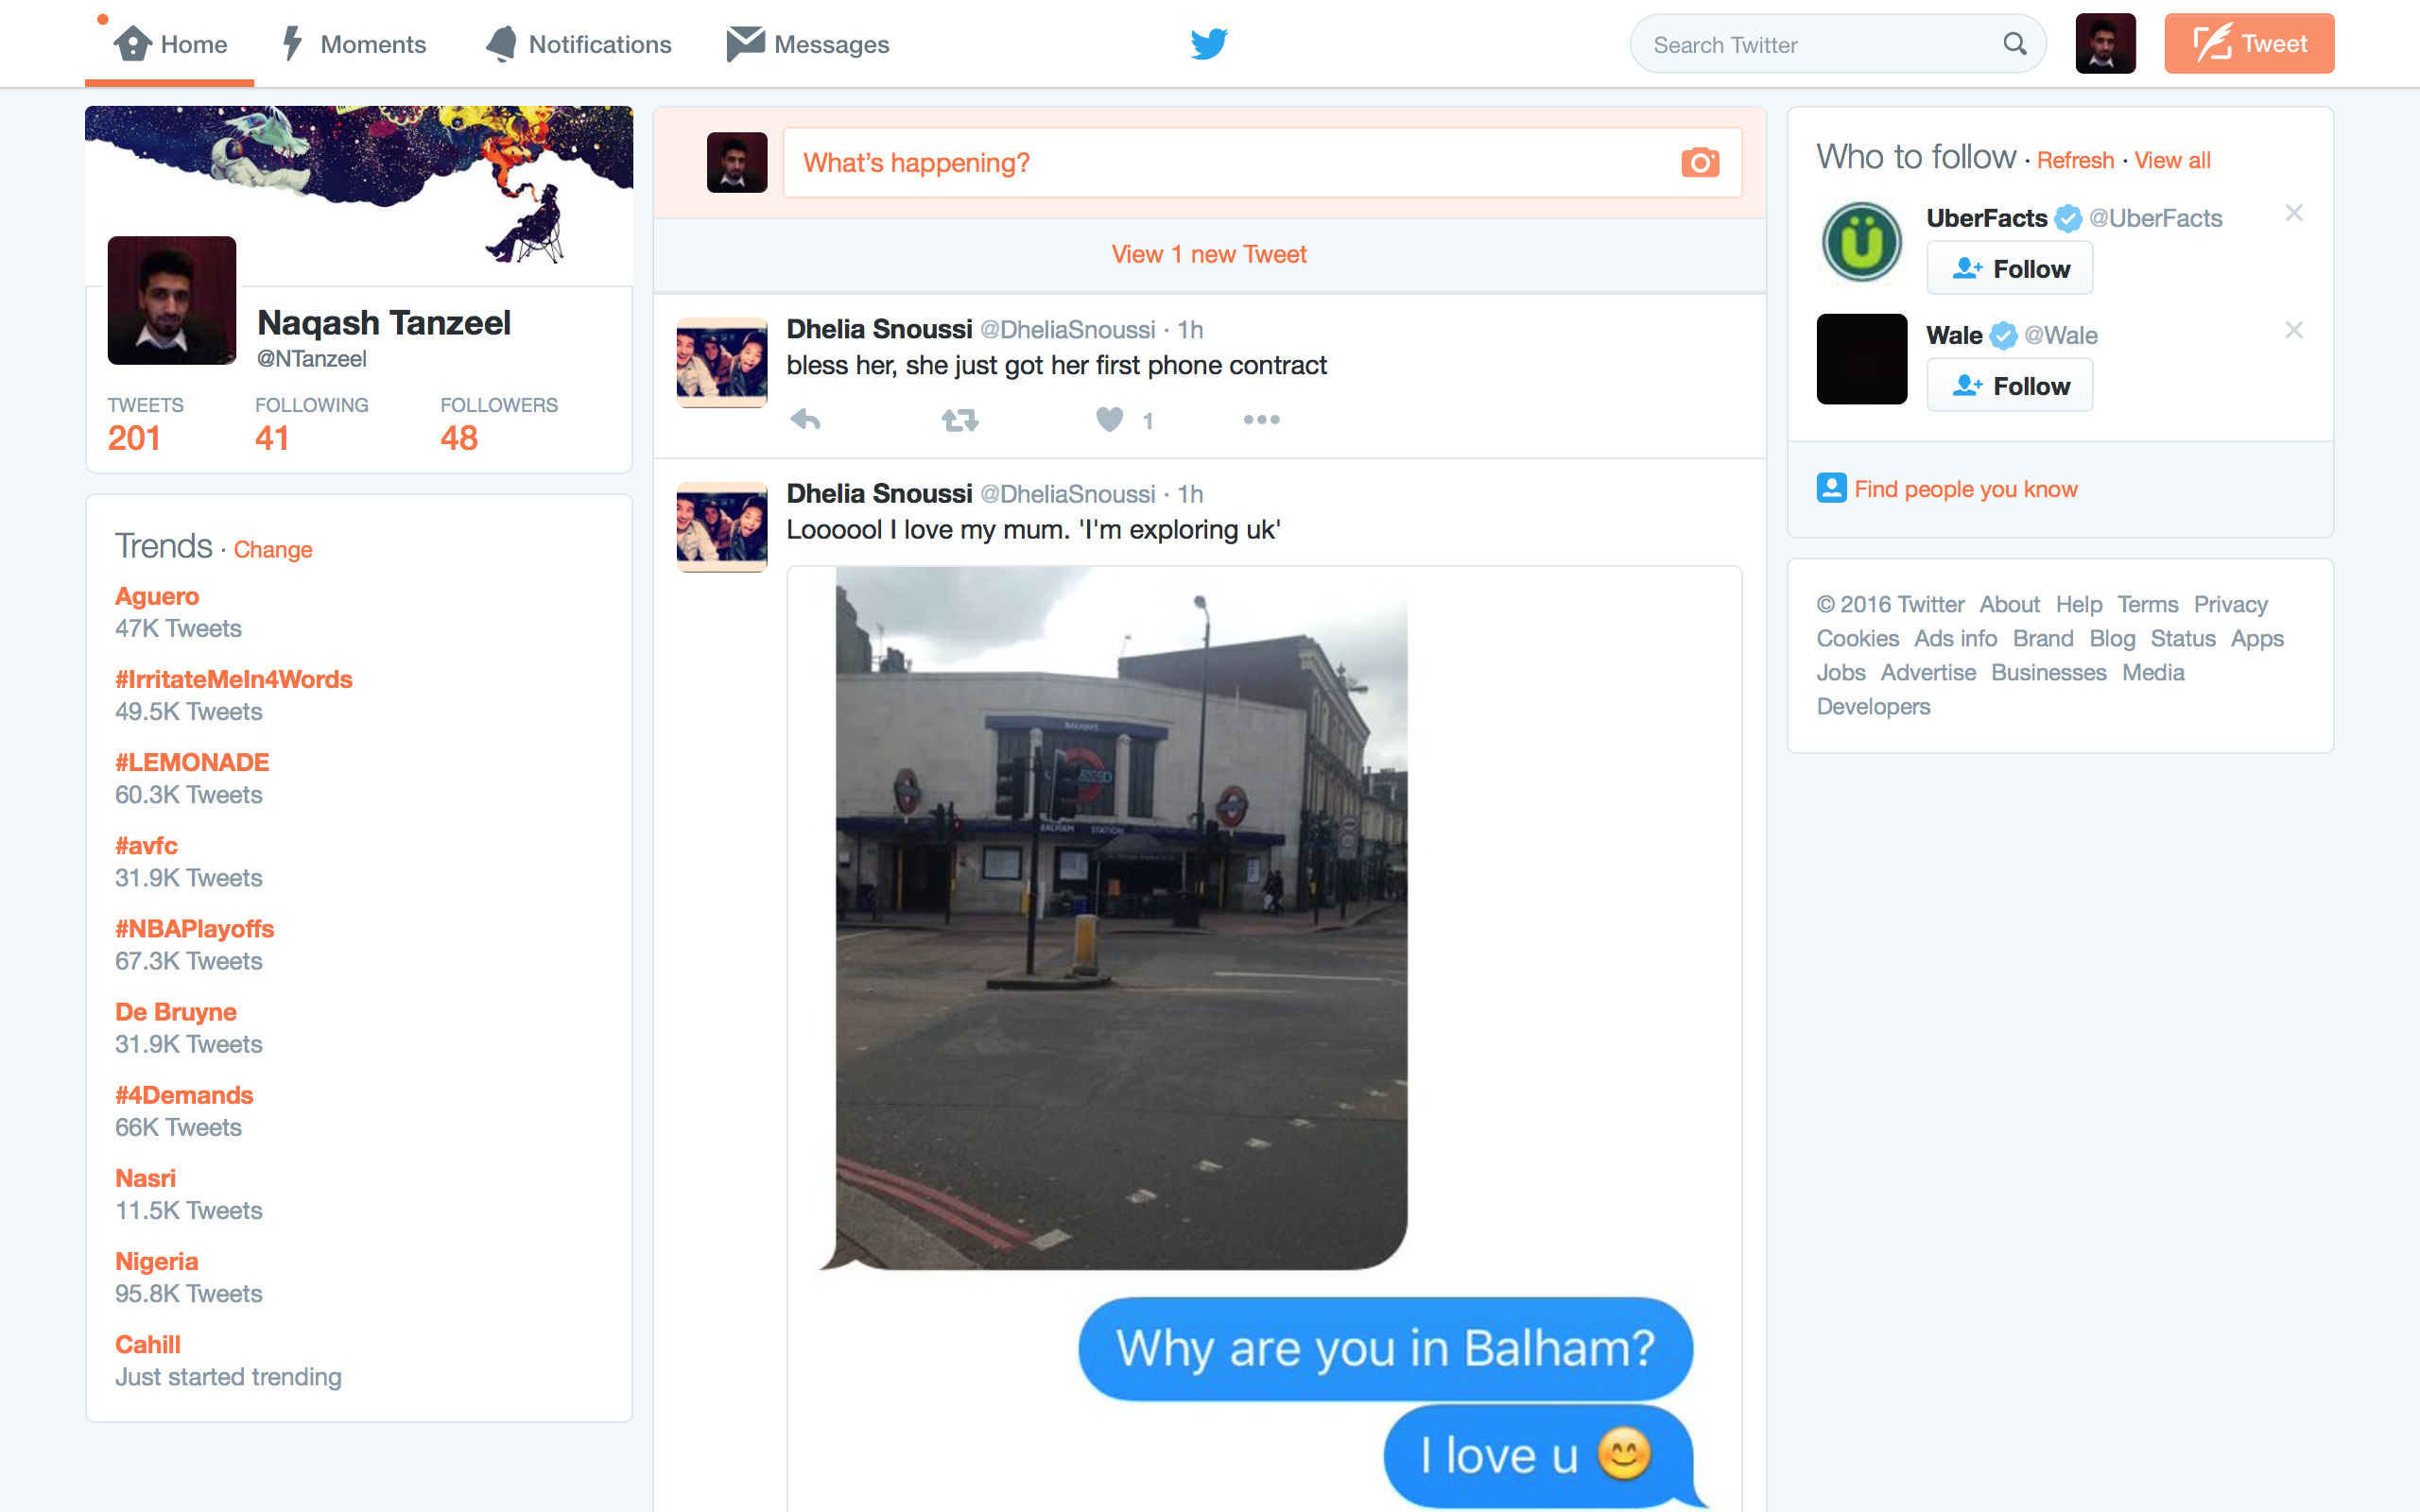 Home
Moments
Notifications
Messages
Search Twitter
Tweet
Naqash Tanzeel
@NTanzeel
TWEETS FOLLOWING FOLLOWERS
201 41 48
Trends · Change
Aguero
47K Tweets
#IrritateMeIn4Words
49.5K Tweets
#LEMONADE
60.3K Tweets
#avfc
31.9K Tweets
#NBAPlayoffs
67.3K Tweets
De Bruyne
31.9K Tweets
#4Demands
66K Tweets
Nasri
11.5K Tweets
Nigeria
95.8K Tweets
Cahill
Just started trending
What's happening?
View 1 new Tweet
Dhelia Snoussi @DheliaSnoussi · 1h
bless her, she just got her first phone contract
1
Dhelia Snoussi @DheliaSnoussi · 1h
Loooool I love my mum. 'I'm exploring uk'
BALHAM
BALHAM STATION
Why are you in Balham?
I love u 😊
Who to follow · Refresh · View all
UberFacts @UberFacts
Follow
Wale @Wale
Follow
Find people you know
© 2016 Twitter About Help Terms Privacy
Cookies Ads info Brand Blog Status Apps
Jobs Advertise Businesses Media
Developers